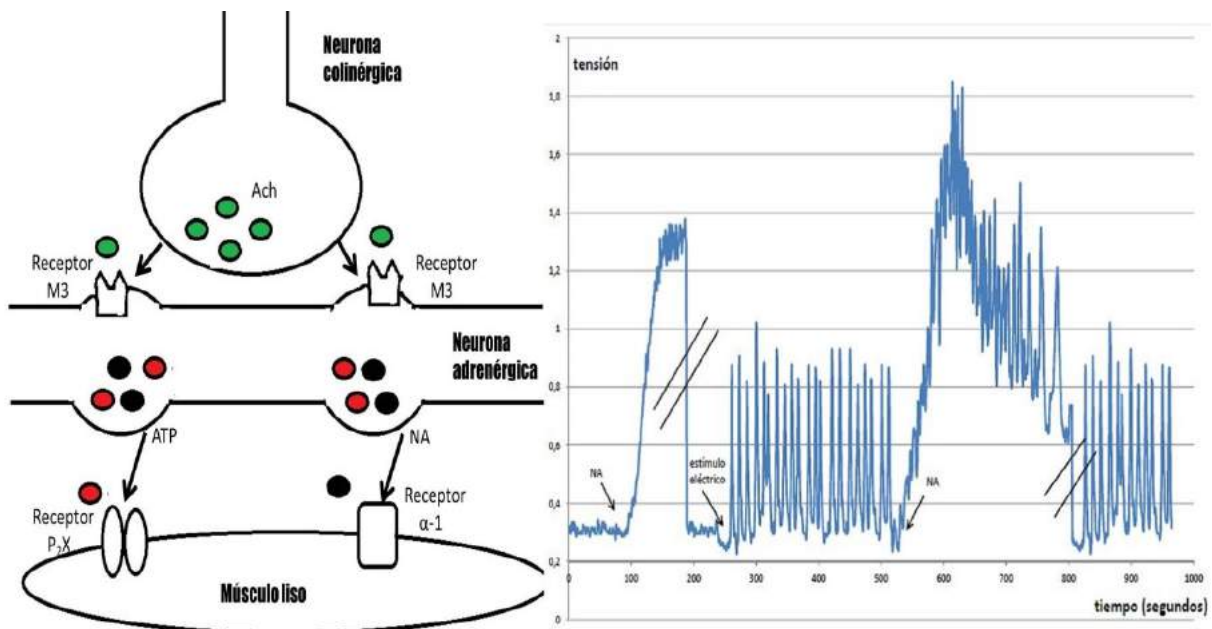 Neurona
colinérgica
Ach
Receptor
M3
Receptor
M3
Neurona
adrenérgica
ATP
NA
Receptor
P₂X
Receptor
α-1
Músculo liso
tensión
2
1,8
1,6
1,4
1,2
1
0,8
0,6
0,4
0,2
0
NA
estímulo
eléctrico
NA
0
100
200
300
400
500
600
700
800
900
1000
tiempo (segundos)